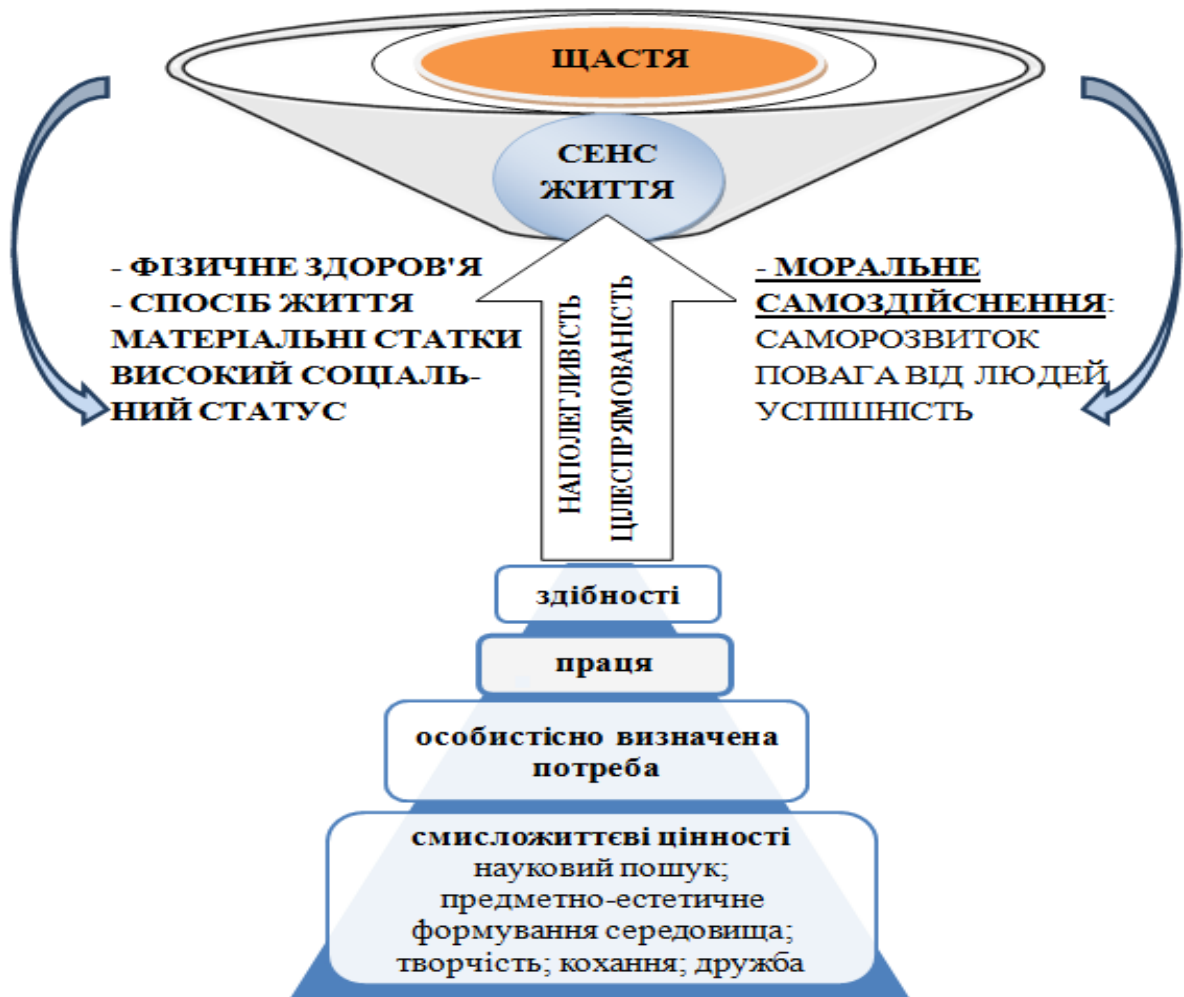 ЩАСТЯ
СЕНС
ЖИТТЯ
- ФІЗИЧНЕ ЗДОРОВ'Я
- СПОСІБ ЖИТТЯ
МАТЕРІАЛЬНІ СТАТКИ
ВИСОКИЙ СОЦІАЛЬ-
НИЙ СТАТУС
НАПОЛЕГЛИВІСТЬ
ЦІЛЕСПРЯМОВАНІСТЬ
- МОРАЛЬНЕ
САМОЗДІЙСНЕННЯ:
САМОРОЗВИТОК
ПОВАГА ВІД ЛЮДЕЙ
УСПІШНІСТЬ
здібності
праця
особистісно визначена
потреба
смисложиттєві цінності
науковий пошук;
предметно-естетичне
формування середовища;
творчість; кохання; дружба